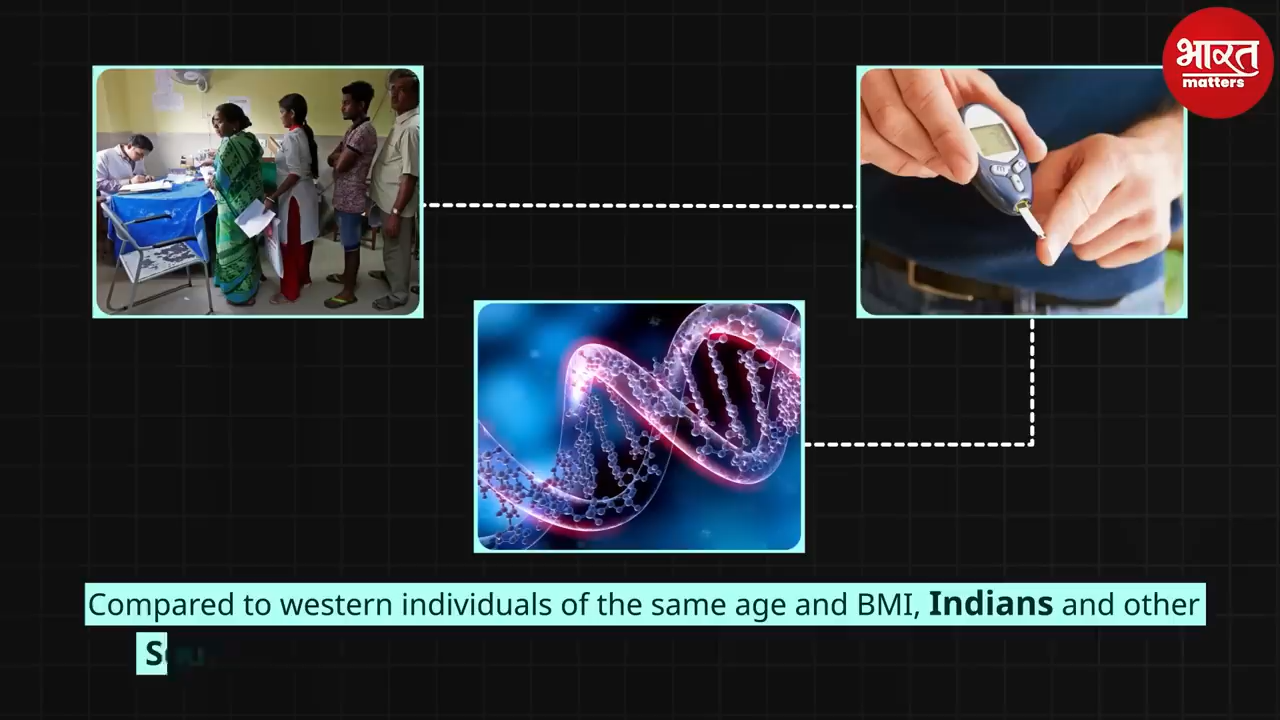 भारत
matters
Compared to western individuals of the same age and BMI, Indians and other